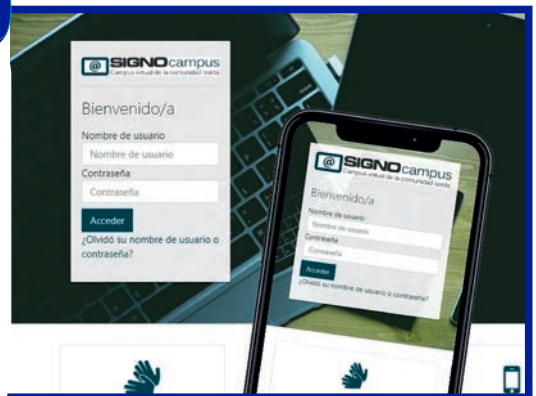 @ SIGNOcampus
Campus virtual de la comunidad sorda
Bienvenido/a
Nombre de usuario
Nombre de usuario
Contraseña
Contraseña
Acceder
¿Olvidó su nombre de usuario o
contraseña?
@ SIGNOcampus
Campus virtual de la comunidad sorda
Bienvenido/a
Nombre de usuario
Nombre de usuario
Contraseña
Contraseña
Acceder
¿Olvidó su nombre de usuario o contraseña?